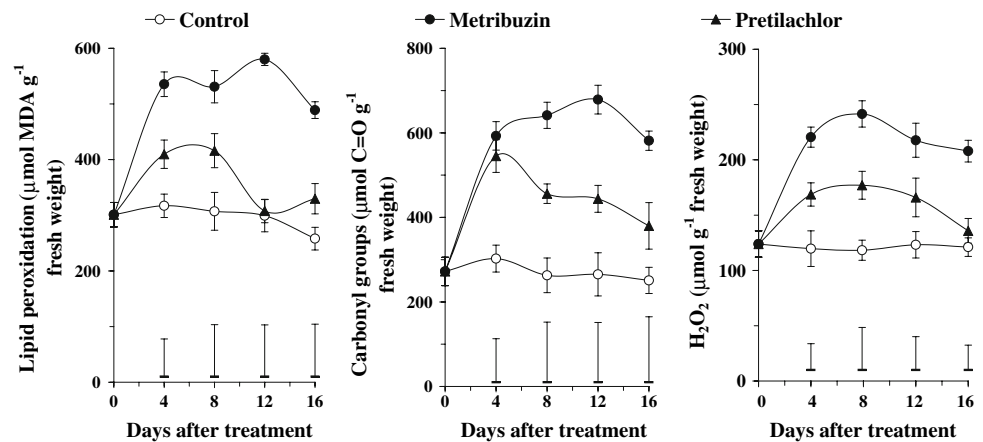 Control
Metribuzin
Pretilachlor
Lipid peroxidation (μmol MDA g⁻¹
fresh weight)
600
400
200
0
0 4 8 12 16
Days after treatment
Carbonyl groups (μmol C=O g⁻¹
fresh weight)
800
600
400
200
0
0 4 8 12 16
Days after treatment
H₂O₂ (μmol g⁻¹ fresh weight)
300
200
100
0
0 4 8 12 16
Days after treatment